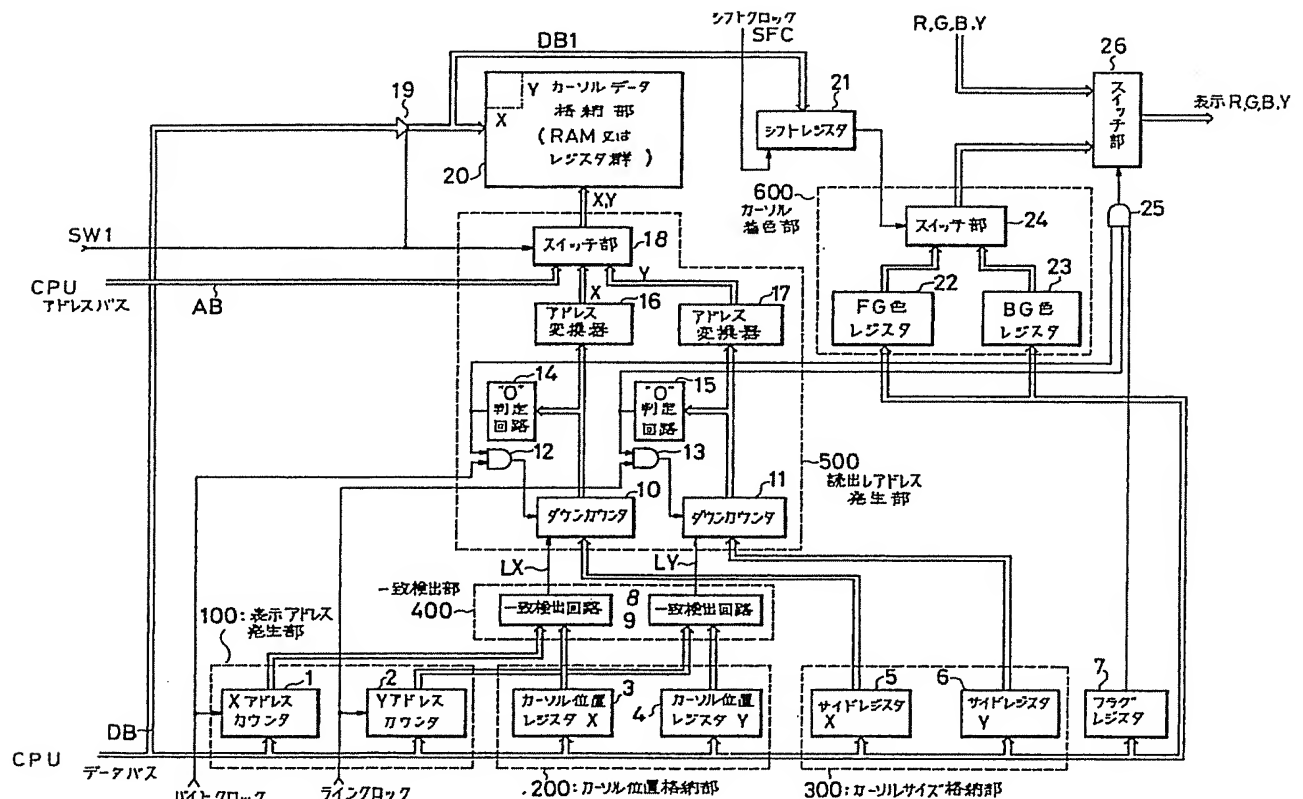 シフトクロック
SFC
R,G,B,Y
DB1
26
スイッチ部
表示R,G,B,Y
19
Y
カーソルデータ
格納部
X
(RAM又は
レジスタ群)
20
21
シフトレジスタ
X,Y
600
カーソル
着色部
スイッチ部
24
25
SW1
スイッチ部
18
CPU
アドレスバス
AB
X
Y
16
アドレス
変換器
17
アドレス
変換器
FG色
レジスタ
22
BG色
レジスタ
23
14
"0"
判定
回路
15
"0"
判定
回路
12
13
500
読出しアドレス
発生部
10
ダウンカウンタ
11
ダウンカウンタ
LX
LY
一致検出部
400
一致検出回路
8
9
一致検出回路
100:表示アドレス
発生部
1
Xアドレス
カウンタ
2
Yアドレス
カウンタ
カーソル位置
レジスタ X
3
カーソル位置
レジスタ Y
4
サイドレジスタ
X
5
サイドレジスタ
Y
6
7
フラグ
レジスタ
DB
CPU
データバス
バイトクロック
ラインクロック
200:カーソル位置格納部
300:カーソルサイズ格納部